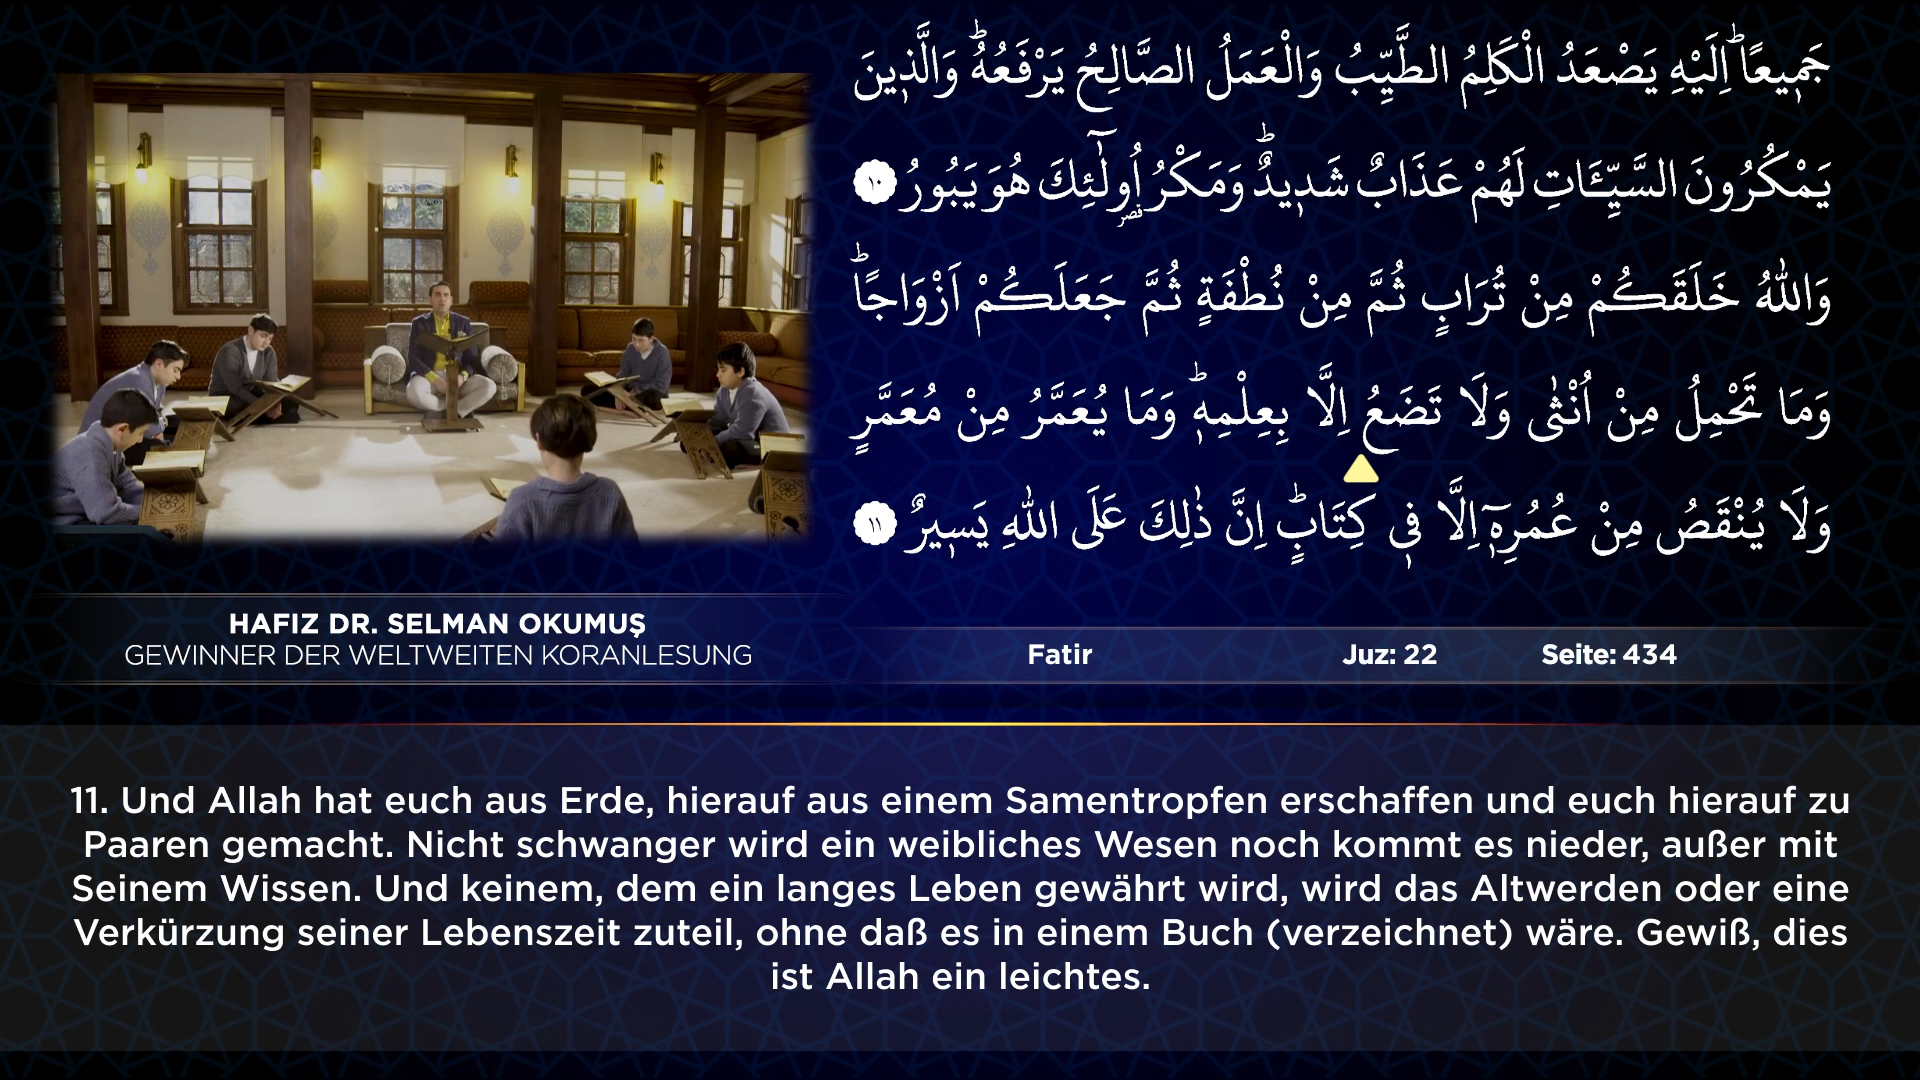 جَم۪يعًاۜ اِلَيْهِ يَصْعَدُ الْكَلِمُ الطَّيِّبُ وَالْعَمَلُ الصَّالِحُ يَرْفَعُهُۜ وَالَّذ۪ينَ
يَمْكُرُونَ السَّيِّـَٔاتِ لَهُمْ عَذَابٌ شَد۪يدٌۜ وَمَكْرُ اُو۬لٰٓئِكَ هُوَ يَبُورُ ١٠
وَاللّٰهُ خَلَقَكُمْ مِنْ تُرَابٍ ثُمَّ مِنْ نُطْفَةٍ ثُمَّ جَعَلَكُمْ اَزْوَاجًاۜ
وَمَا تَحْمِلُ مِنْ اُنْثٰى وَلَا تَضَعُ اِلَّا بِعِلْمِه۪ۜ وَمَا يُعَمَّرُ مِنْ مُعَمَّرٍ
وَلَا يُنْقَصُ مِنْ عُمُرِه۪ٓ اِلَّا ف۪ي كِتَابٍۜ اِنَّ ذٰلِكَ عَلَى اللّٰهِ يَس۪يرٌ ١١
HAFIZ DR. SELMAN OKUMUŞ
GEWINNER DER WELTWEITEN KORANLESUNG
Fatir Juz: 22 Seite: 434
11. Und Allah hat euch aus Erde, hierauf aus einem Samentropfen erschaffen und euch hierauf zu
Paaren gemacht. Nicht schwanger wird ein weibliches Wesen noch kommt es nieder, außer mit
Seinem Wissen. Und keinem, dem ein langes Leben gewährt wird, wird das Altwerden oder eine
Verkürzung seiner Lebenszeit zuteil, ohne daß es in einem Buch (verzeichnet) wäre. Gewiß, dies
ist Allah ein leichtes.